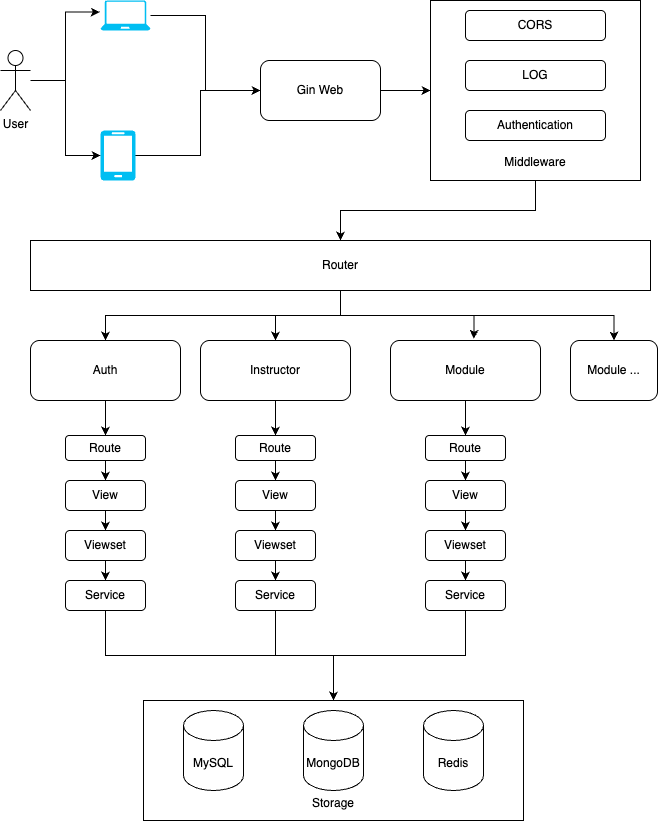 CORS
LOG
Gin Web
User
Authentication
Middleware
Router
Auth
Instructor
Module
Module ...
Route
Route
Route
View
View
View
Viewset
Viewset
Viewset
Service
Service
Service
MySQL
MongoDB
Redis
Storage